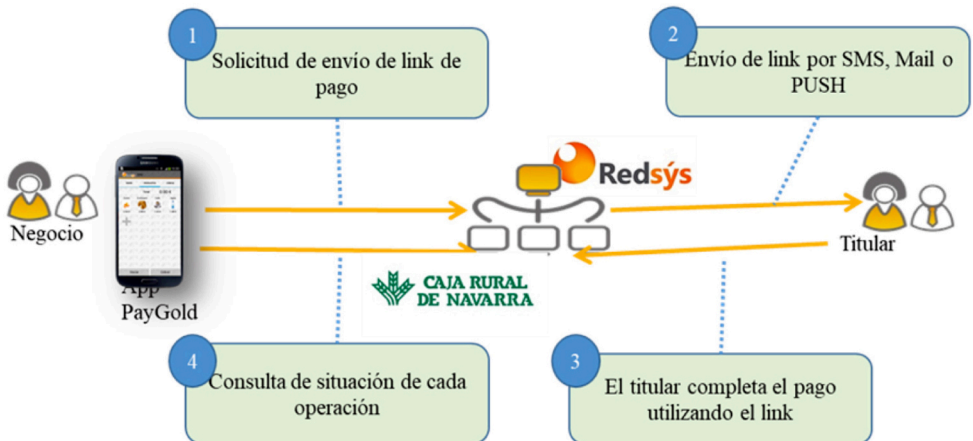 1
Solicitud de envío de link de
pago
2
Envío de link por SMS, Mail o
PUSH
Redsýs
Negocio
Titular
App
PayGold
CAJA RURAL
DE NAVARRA
4
Consulta de situación de cada
operación
3
El titular completa el pago
utilizando el link